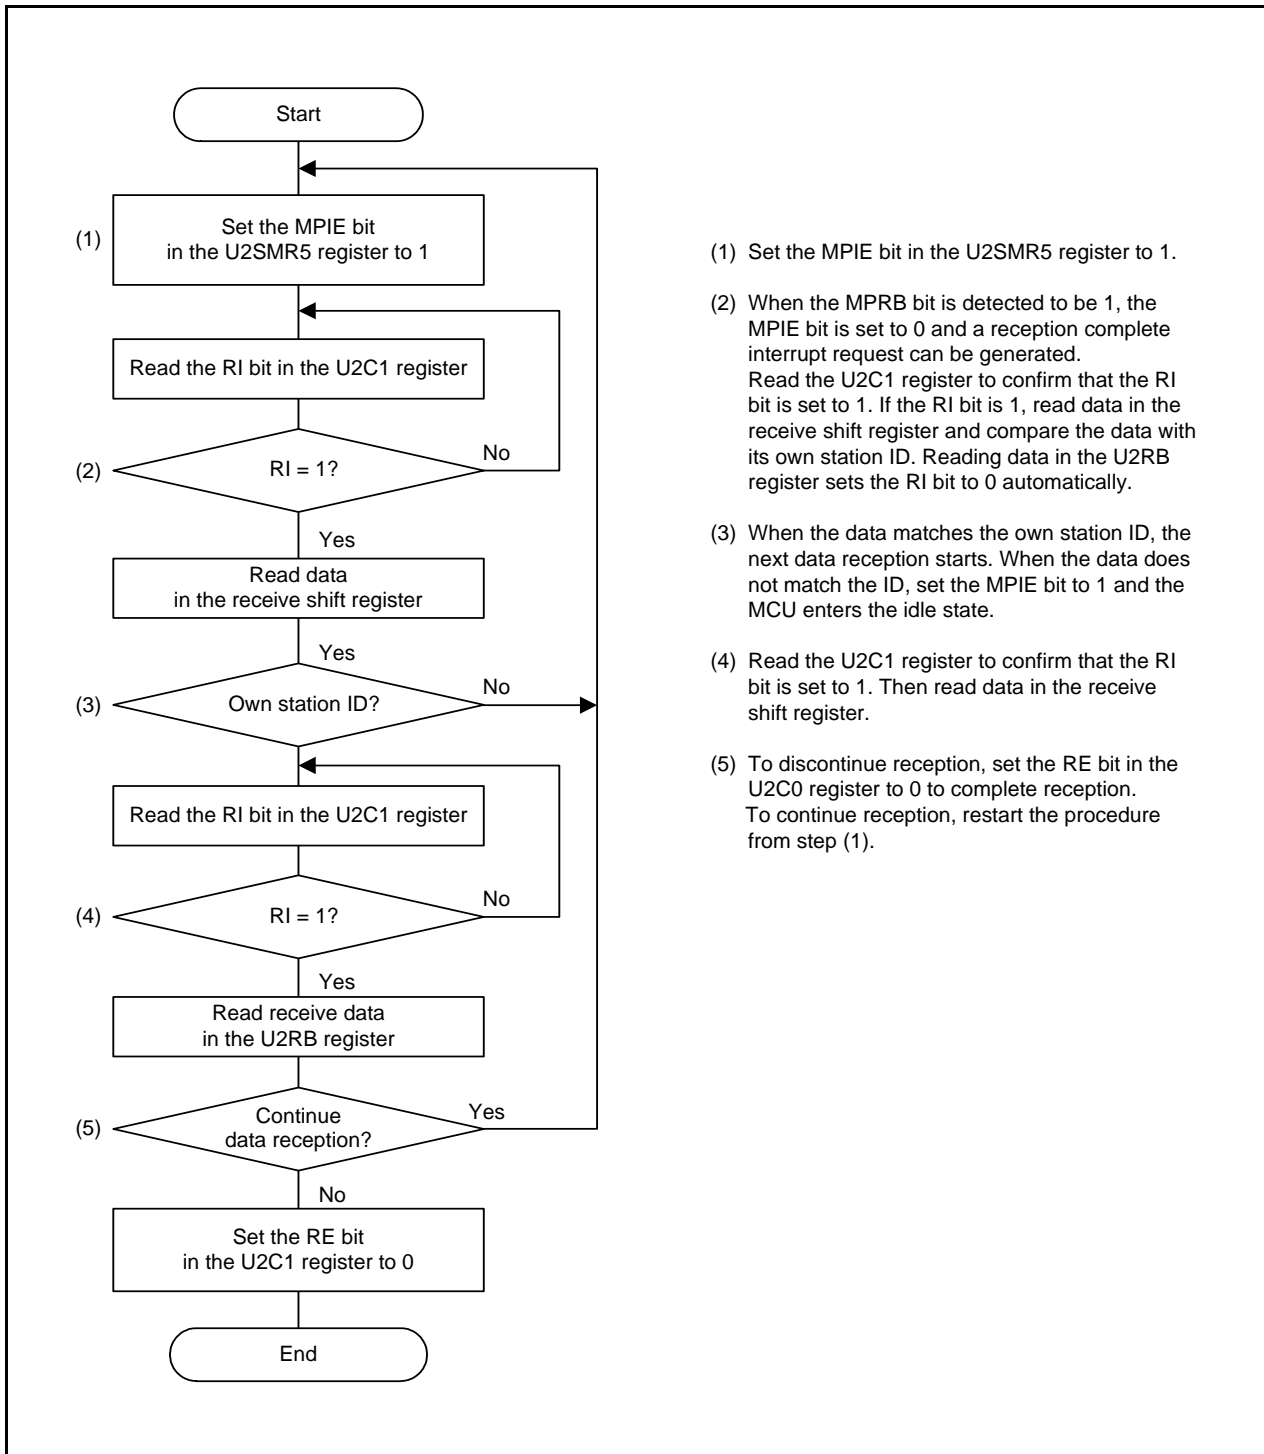 Start
(1)
Set the MPIE bit
in the U2SMR5 register to 1
Read the RI bit in the U2C1 register
(2)
RI = 1?
No
Yes
Read data
in the receive shift register
Yes
(3)
Own station ID?
No
Read the RI bit in the U2C1 register
(4)
RI = 1?
No
Yes
Read receive data
in the U2RB register
(5)
Continue
data reception?
Yes
No
Set the RE bit
in the U2C1 register to 0
End
(1) Set the MPIE bit in the U2SMR5 register to 1.
(2) When the MPRB bit is detected to be 1, the
MPIE bit is set to 0 and a reception complete
interrupt request can be generated.
Read the U2C1 register to confirm that the RI
bit is set to 1. If the RI bit is 1, read data in the
receive shift register and compare the data with
its own station ID. Reading data in the U2RB
register sets the RI bit to 0 automatically.
(3) When the data matches the own station ID, the
next data reception starts. When the data does
not match the ID, set the MPIE bit to 1 and the
MCU enters the idle state.
(4) Read the U2C1 register to confirm that the RI
bit is set to 1. Then read data in the receive
shift register.
(5) To discontinue reception, set the RE bit in the
U2C0 register to 0 to complete reception.
To continue reception, restart the procedure
from step (1).